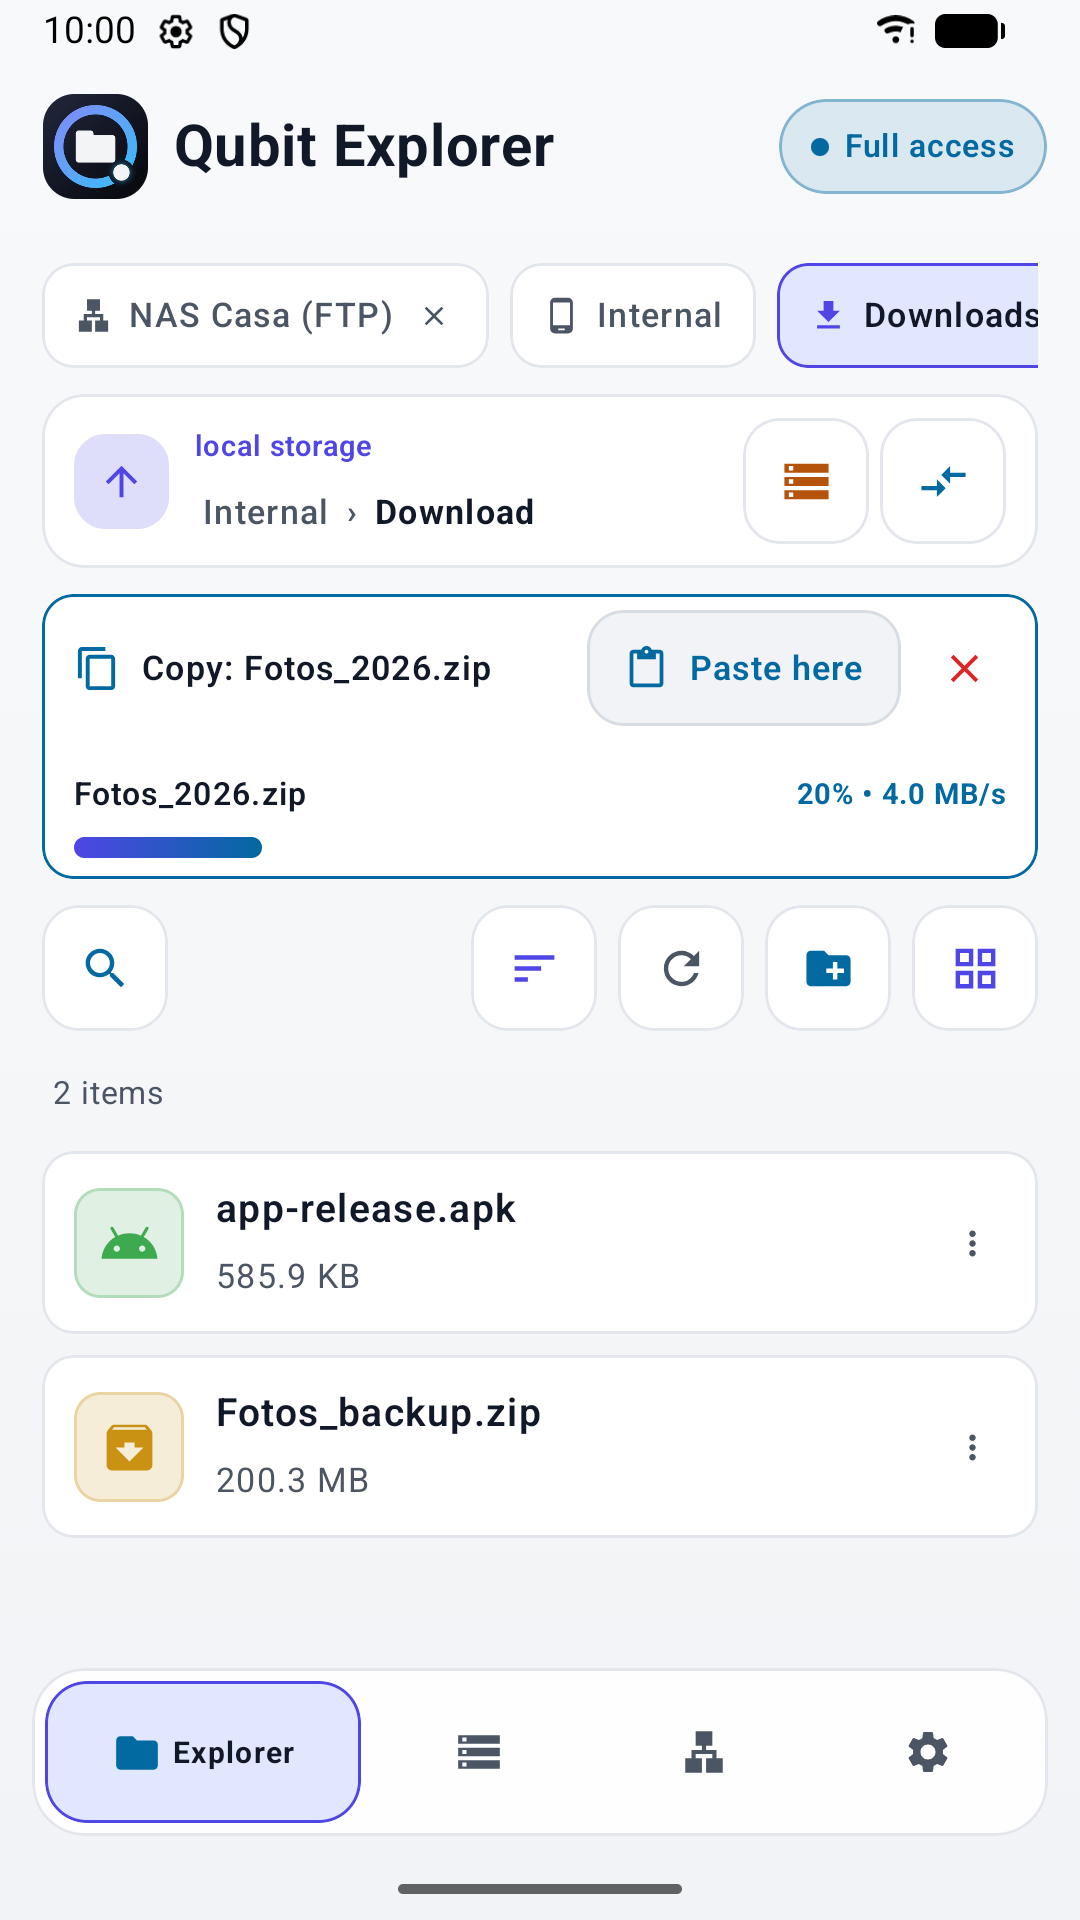 10:00
Qubit Explorer
Full access
NAS Casa (FTP)
Internal
Downloads
local storage
Internal › Download
Copy: Fotos_2026.zip
Paste here
Fotos_2026.zip
20% • 4.0 MB/s
2 items
app-release.apk
585.9 KB
Fotos_backup.zip
200.3 MB
Explorer